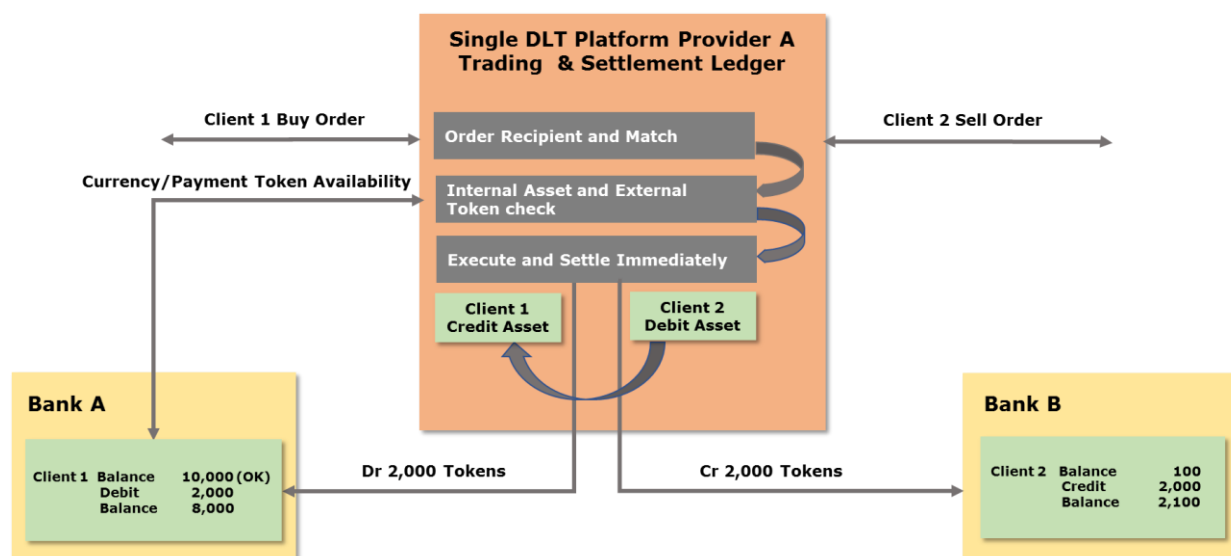 Single DLT Platform Provider A
Trading & Settlement Ledger
Client 1 Buy Order
Order Recipient and Match
Client 2 Sell Order
Currency/Payment Token Availability
Internal Asset and External
Token check
Execute and Settle Immediately
Client 1
Credit Asset
Client 2
Debit Asset
Bank A
Client 1 Balance 10,000 (OK)
Debit 2,000
Balance 8,000
Dr 2,000 Tokens
Cr 2,000 Tokens
Bank B
Client 2 Balance 100
Credit 2,000
Balance 2,100